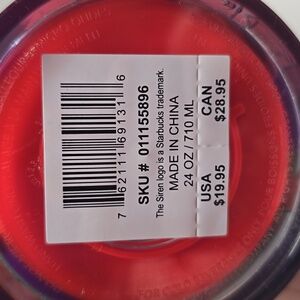 7 62111 69131 6
SKU # 011155896
The Siren logo is a Starbucks trademark.
MADE IN CHINA
24 OZ / 710 ML
USA CAN
$19.95 $28.95